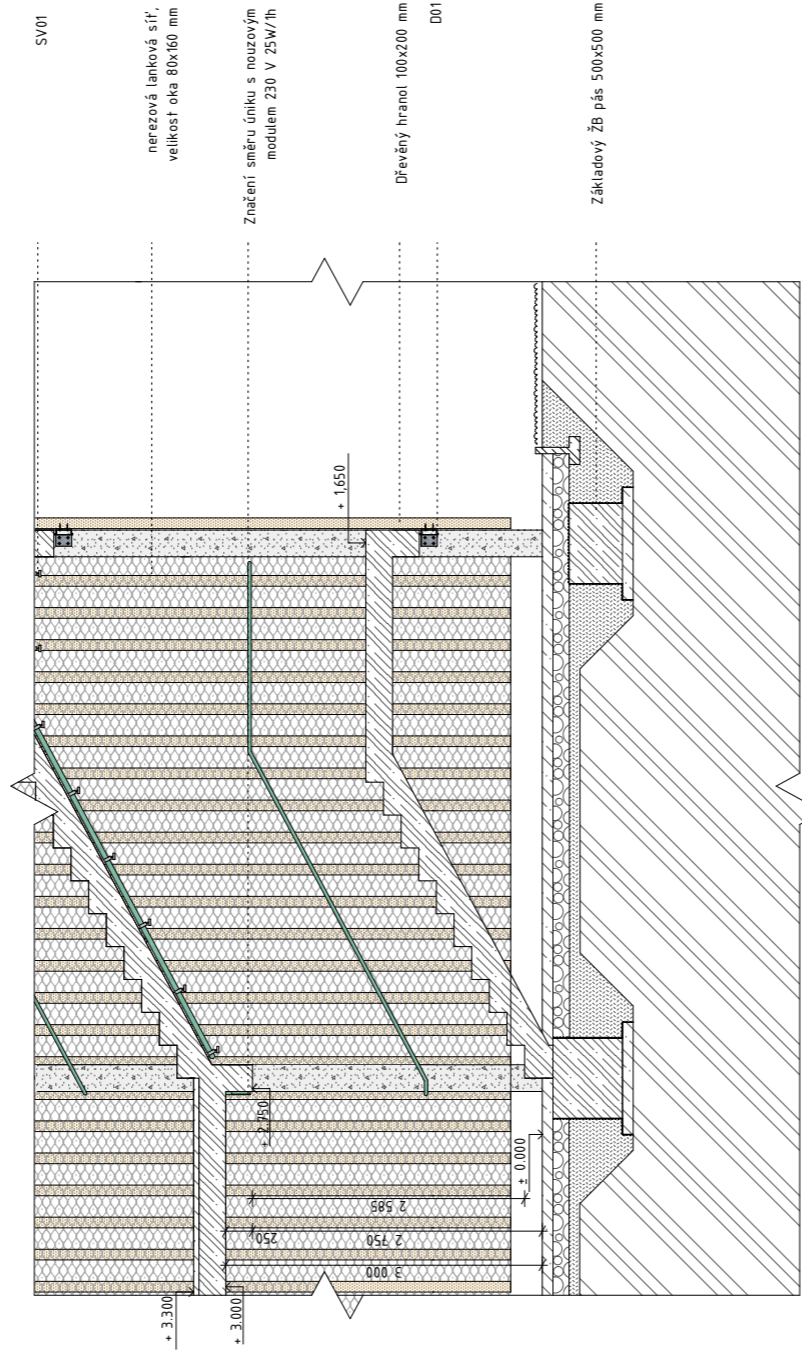 SV01
nerezová lanková síť,
velikost oka 80x160 mm
Značení směru úniku s nouzovým
modulem 230 V 25W/1h
Dřevěný hranol 100x200 mm
D01
Základový ŽB pás 500x500 mm
+ 1,650
+ 2,750
± 0.000
250
2 585
2 750
3 000
+ 3.300
+ 3.000